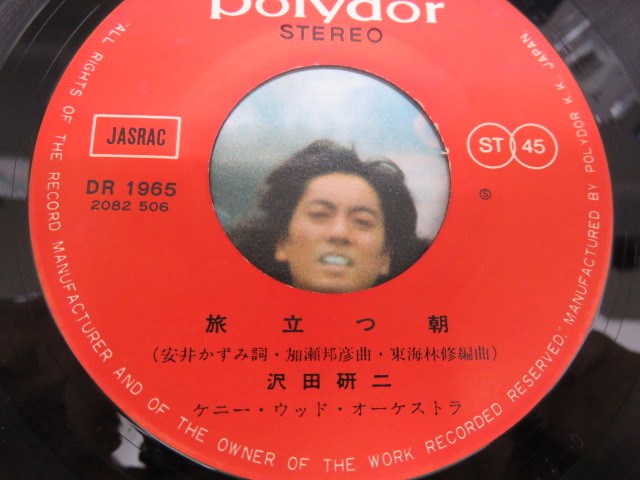 polydor
STEREO
JASRAC
ST 45
DR 1965
2082 506
Ⓢ
旅立つ朝
(安井かずみ詞・加瀬邦彦曲・東海林修編曲)
沢田研二
ケニー・ウッド・オーケストラ
"ALL RIGHTS OF THE RECORD MANUFACTURER AND OF THE OWNER OF THE WORK RECORDED RESERVED." MANUFACTURED BY POLYDOR K.K. JAPAN.